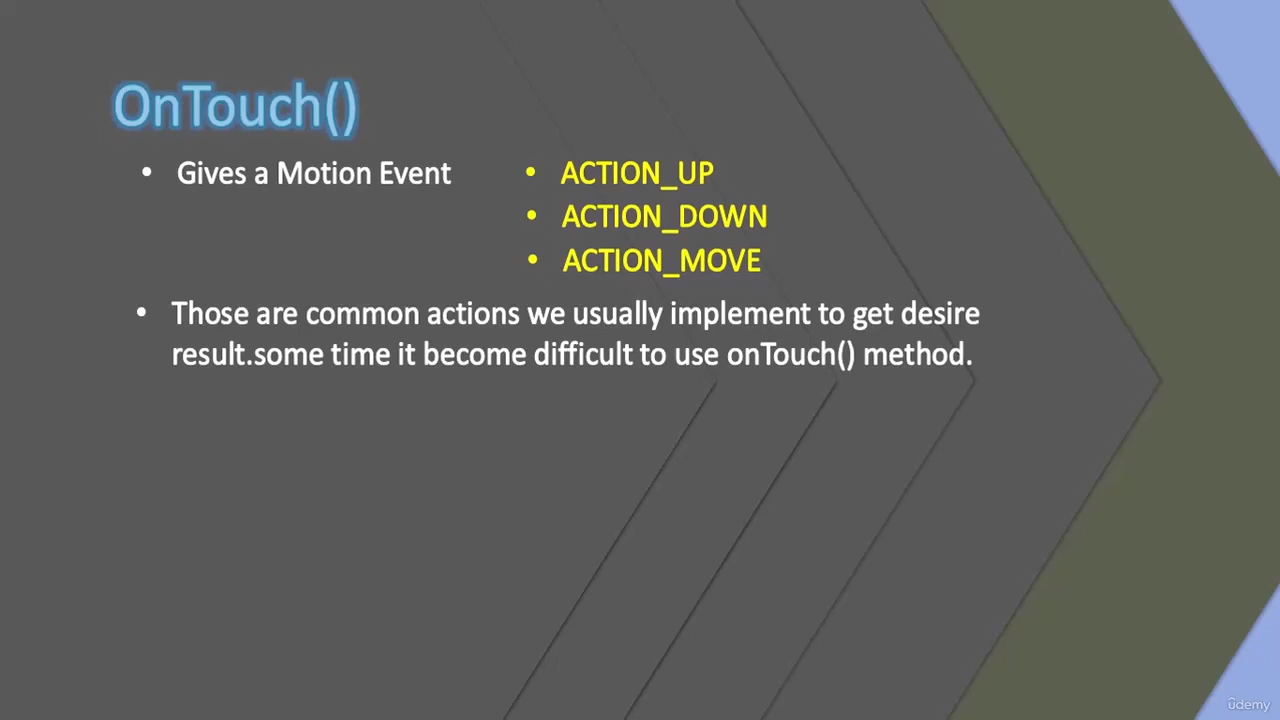 OnTouch()
• Gives a Motion Event
• ACTION_UP
• ACTION_DOWN
• ACTION_MOVE
• Those are common actions we usually implement to get desire
result.some time it become difficult to use onTouch() method.
ûdemy